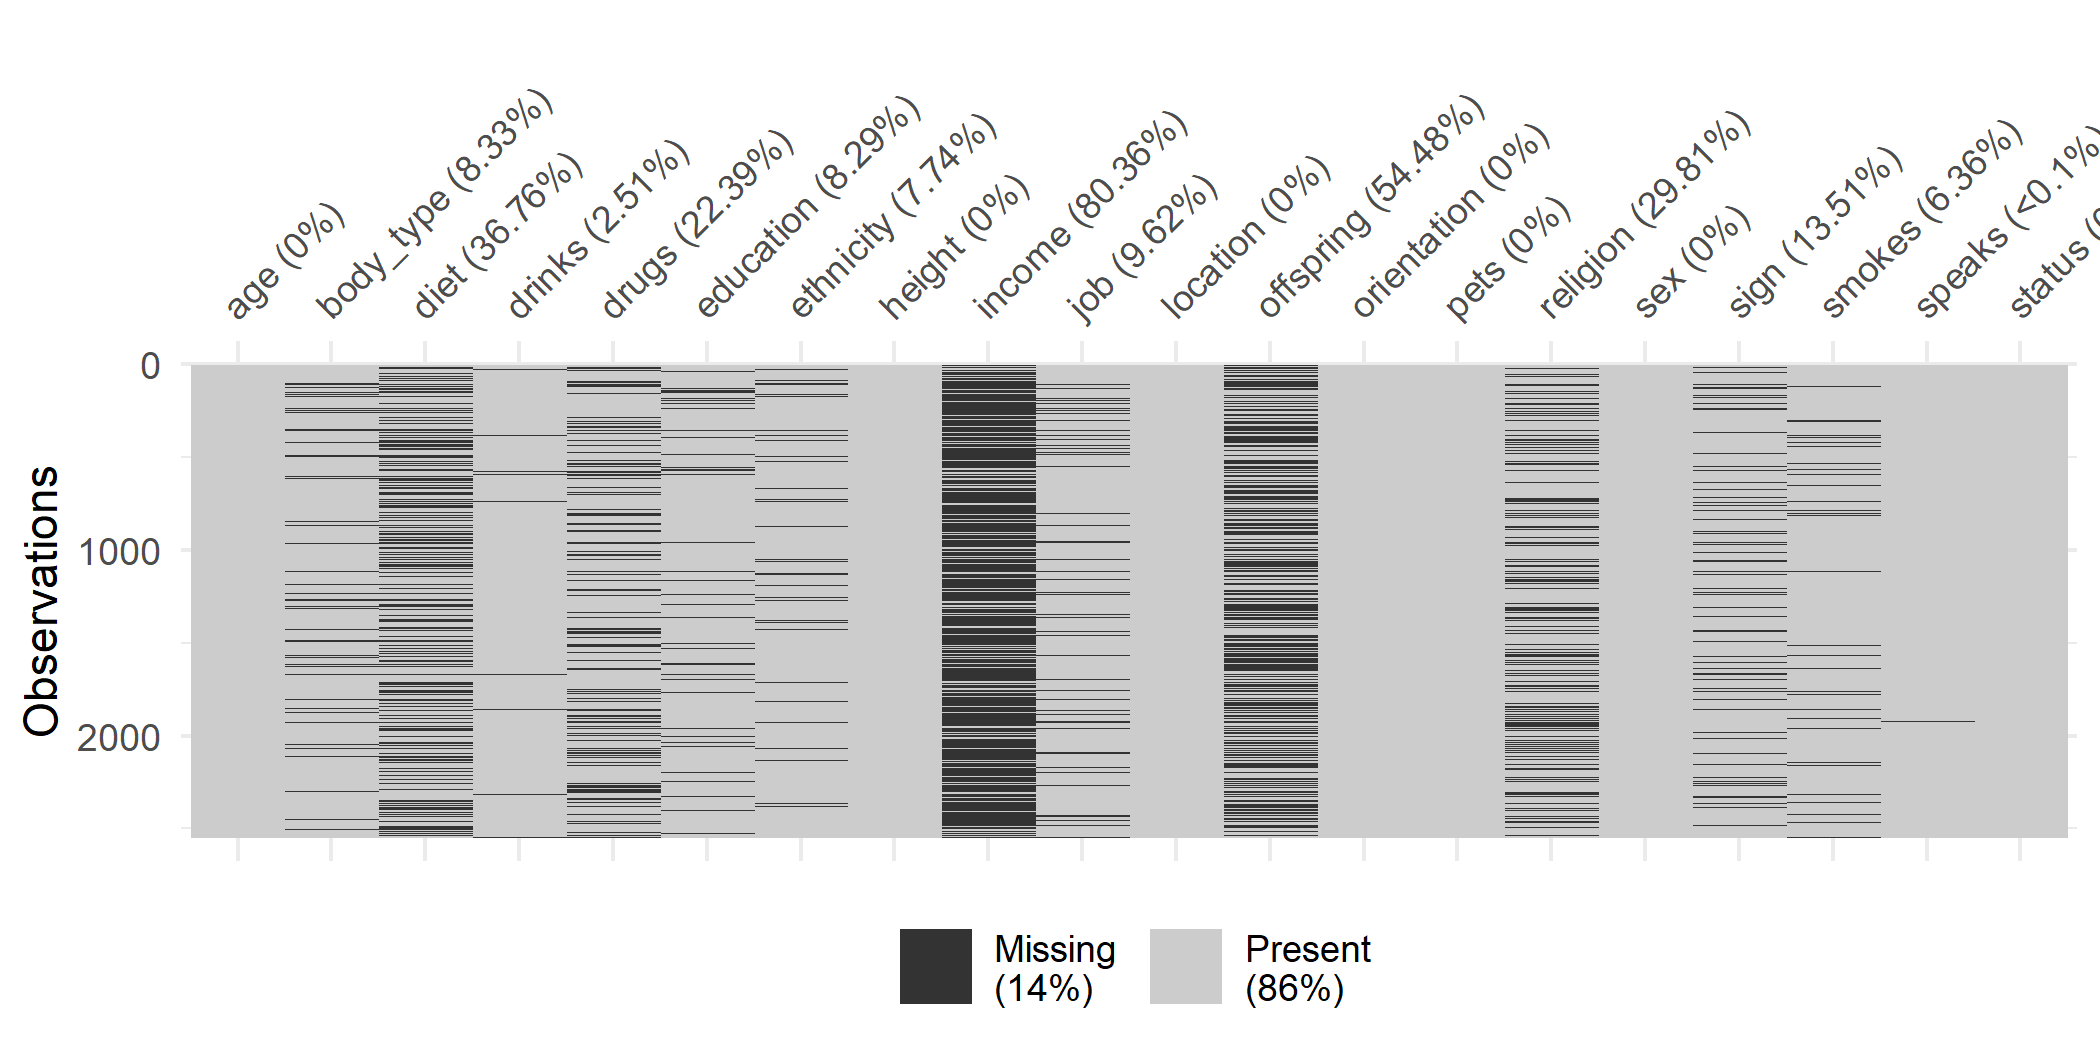 age (0%)
body_type (8.33%)
diet (36.76%)
drinks (2.51%)
drugs (22.39%)
education (8.29%)
ethnicity (7.74%)
height (0%)
income (80.36%)
job (9.62%)
location (0%)
offspring (54.48%)
orientation (0%)
pets (0%)
religion (29.81%)
sex (0%)
sign (13.51%)
smokes (6.36%)
speaks (<0.1%)
status
Observations
0
1000
2000
Missing
(14%)
Present
(86%)